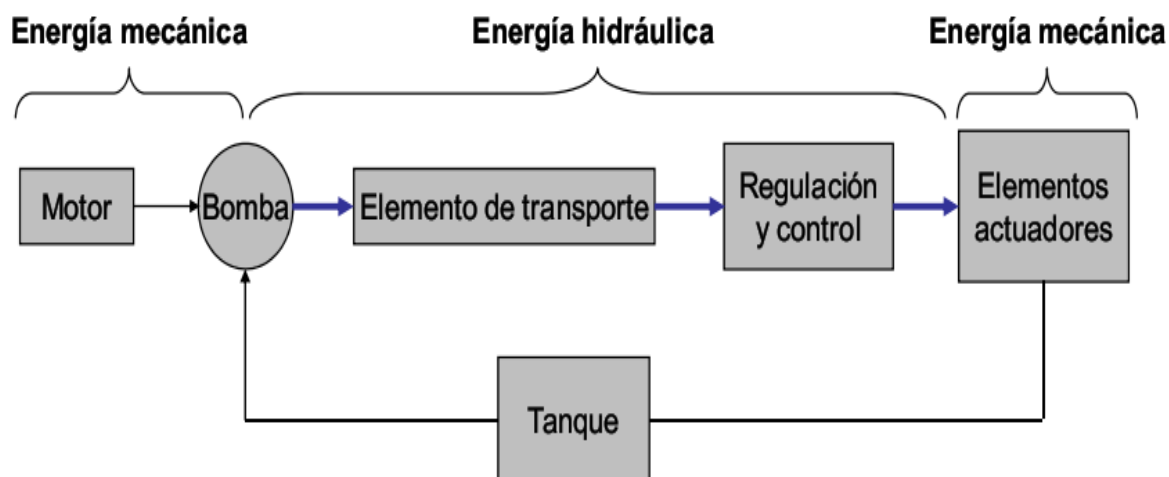 Energía mecánica
Energía hidráulica
Energía mecánica
Motor
Bomba
Elemento de transporte
Regulación
y control
Elementos
actuadores
Tanque